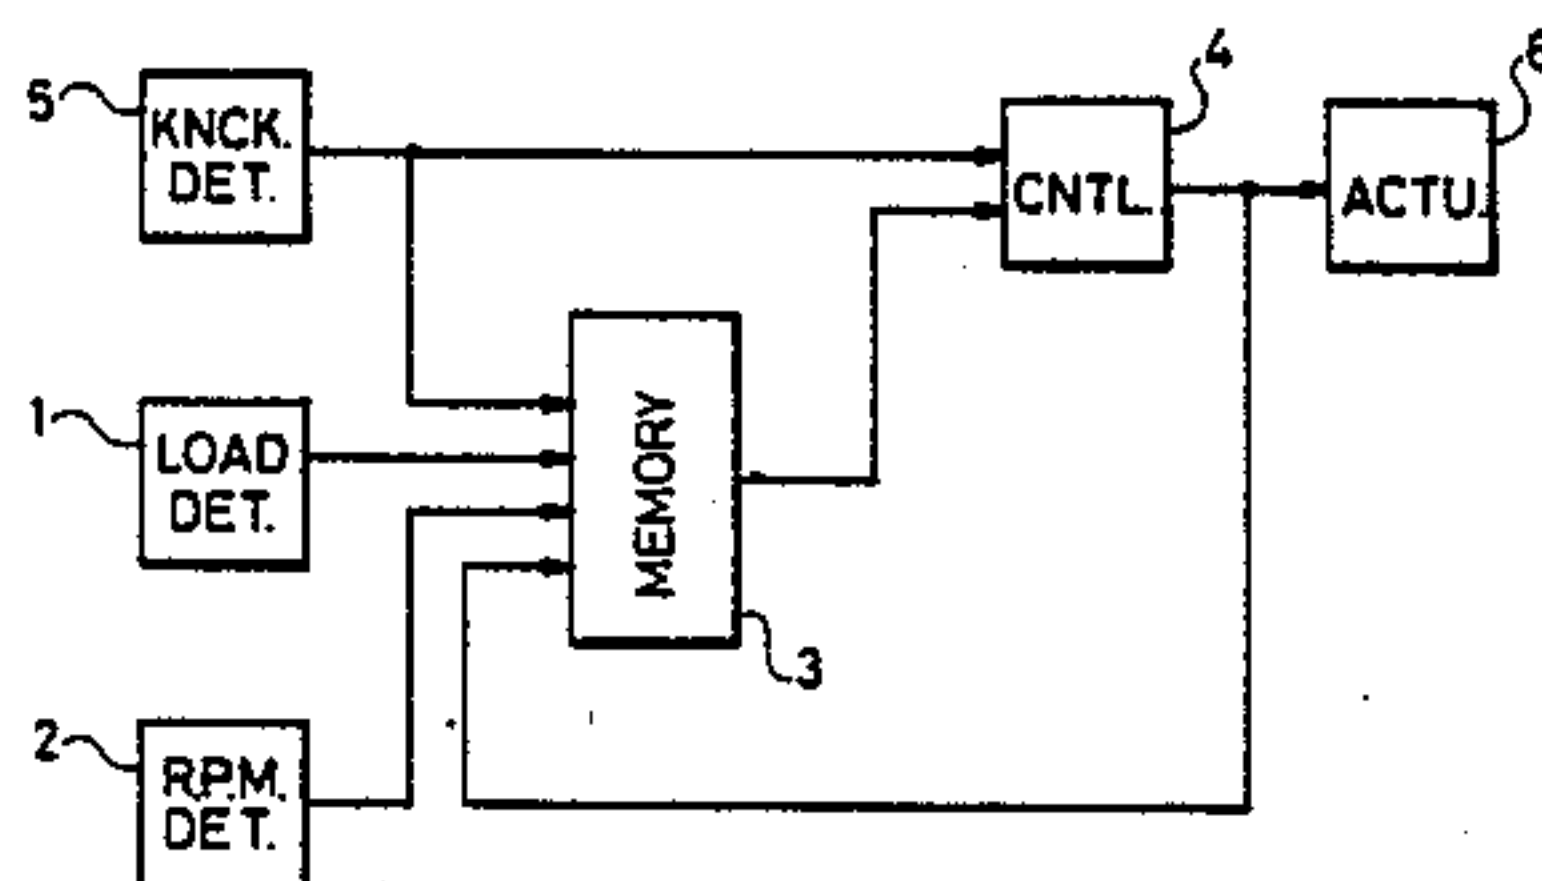 5
KNCK.
DET.
4
CNTL.
6
ACTU.
1
LOAD
DET.
MEMORY
3
2
R.P.M.
DET.